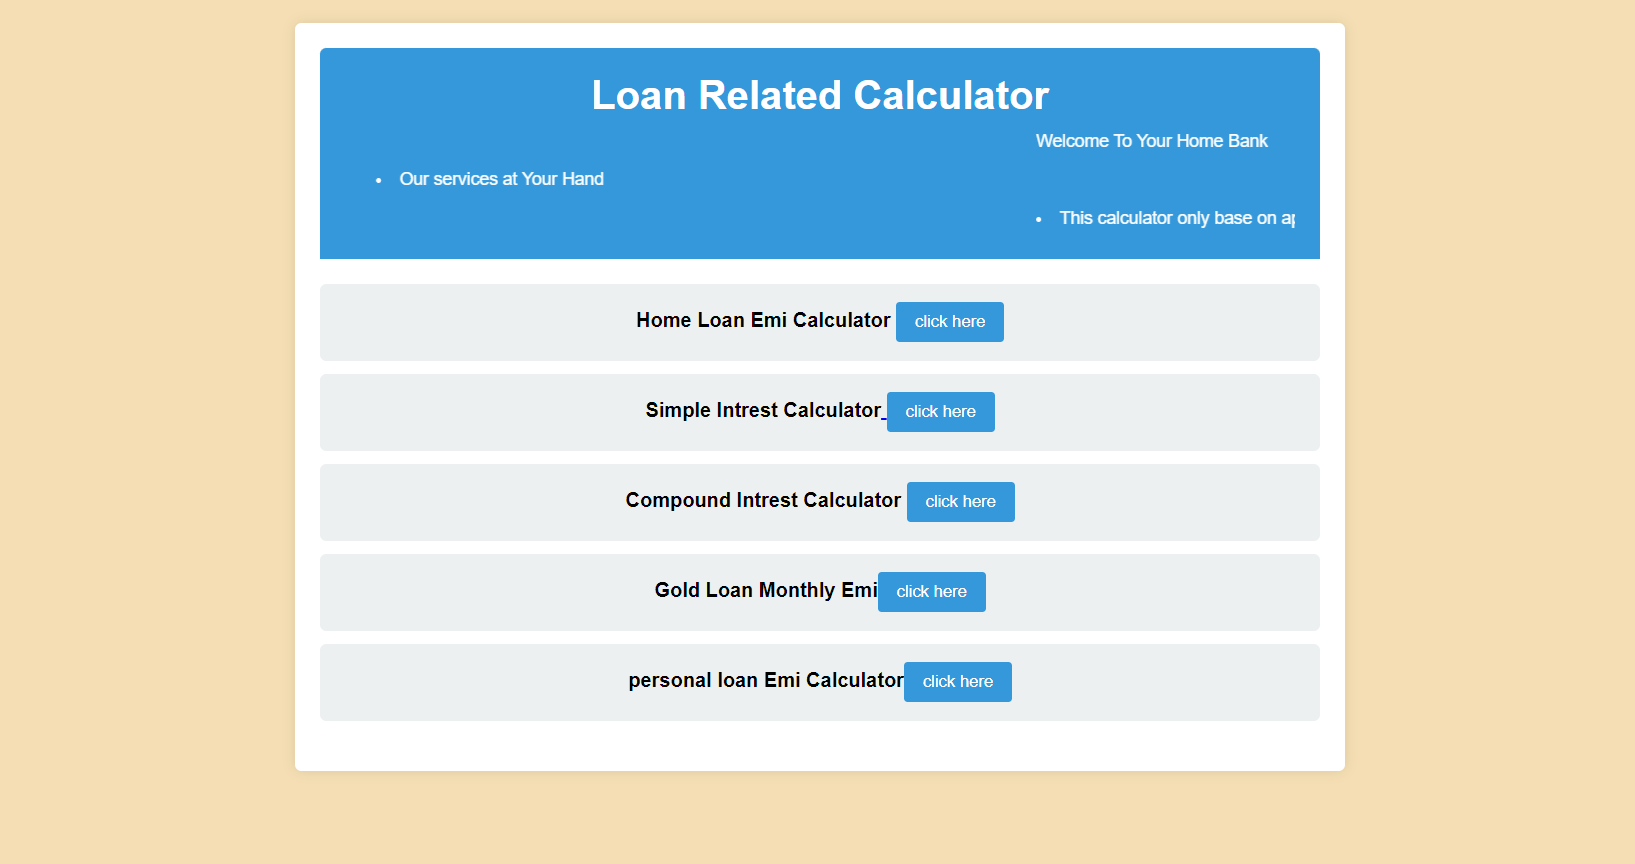 Loan Related Calculator
Welcome To Your Home Bank
• Our services at Your Hand
• This calculator only base on
Home Loan Emi Calculator click here
Simple Intrest Calculator click here
Compound Intrest Calculator click here
Gold Loan Monthly Emi click here
personal loan Emi Calculator click here